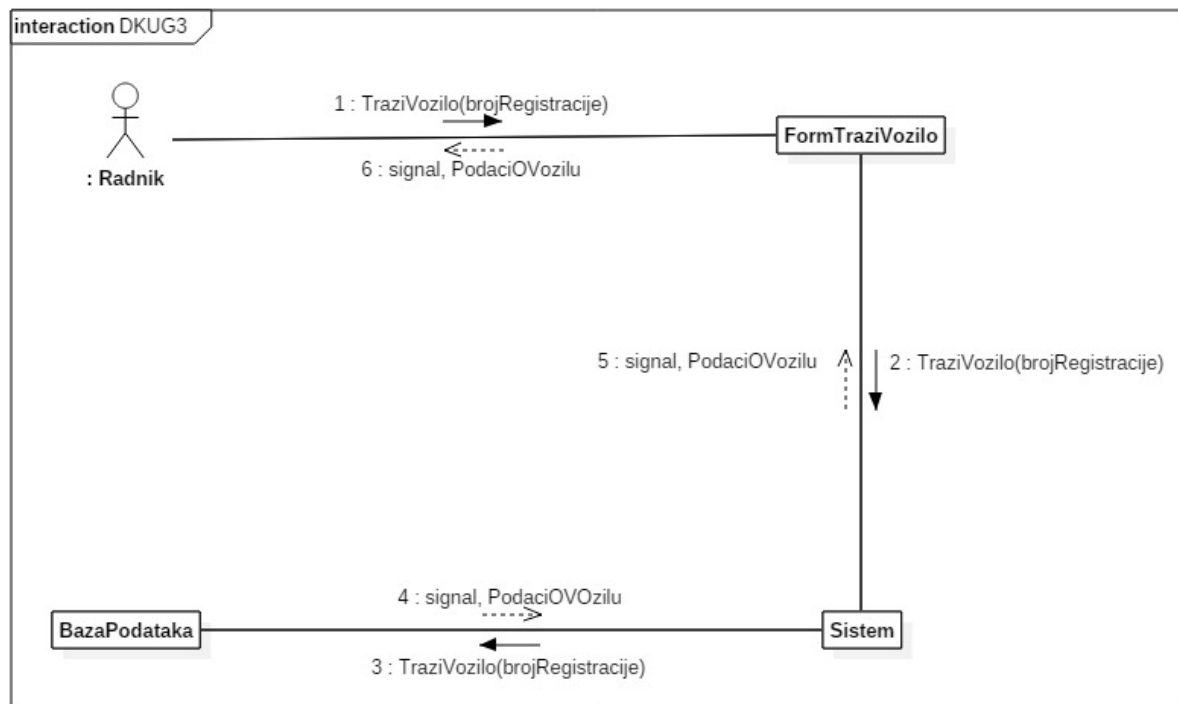 interaction DKUG3
1 : TraziVozilo(brojRegistracije)
FormTraziVozilo
6 : signal, PodaciOVozilu
: Radnik
5 : signal, PodaciOVozilu
2 : TraziVozilo(brojRegistracije)
4 : signal, PodaciOVOzilu
BazaPodataka
Sistem
3 : TraziVozilo(brojRegistracije)